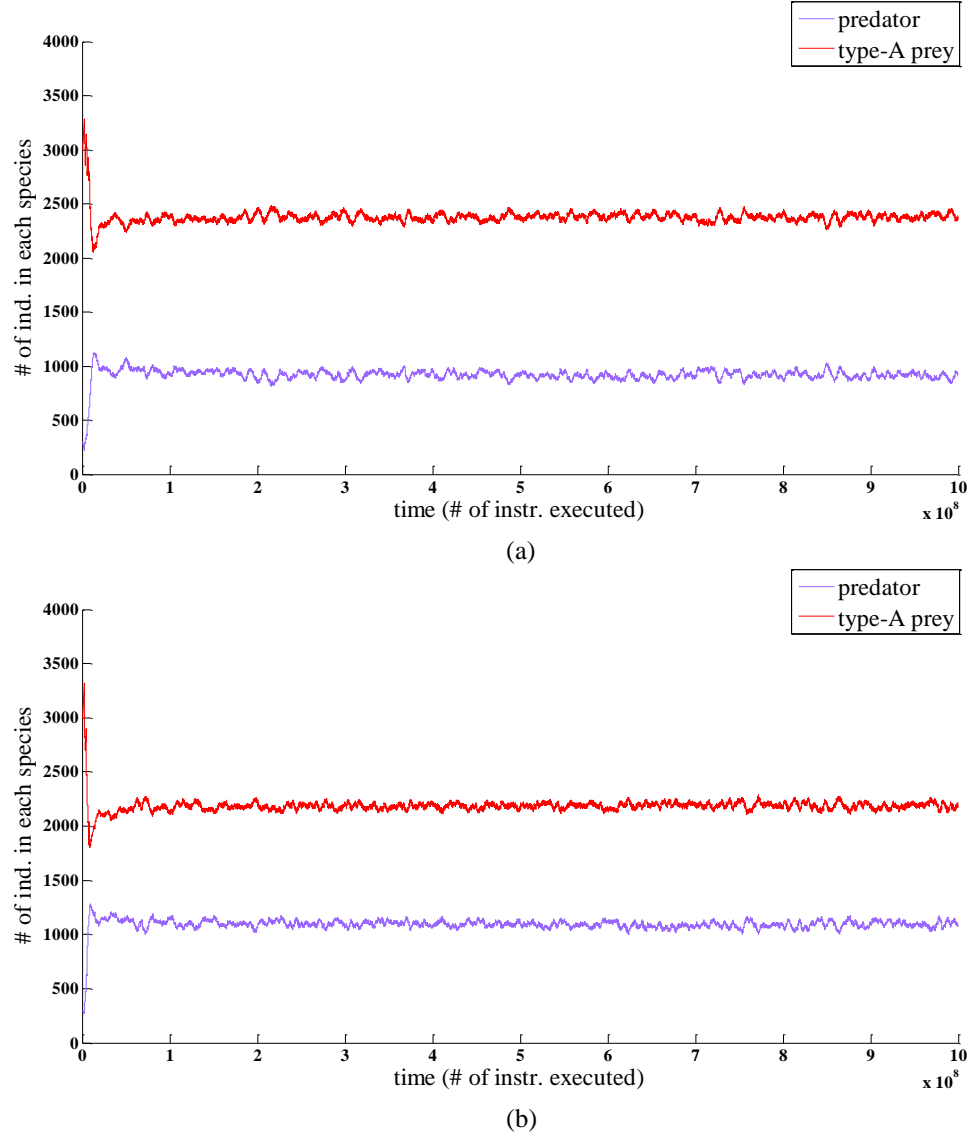 predator
type-A prey
4000
3500
3000
2500
2000
1500
1000
500
0
# of ind. in each species
0 1 2 3 4 5 6 7 8 9 10
time (# of instr. executed)
x 10^8
(a)
predator
type-A prey
4000
3500
3000
2500
2000
1500
1000
500
0
# of ind. in each species
0 1 2 3 4 5 6 7 8 9 10
time (# of instr. executed)
x 10^8
(b)